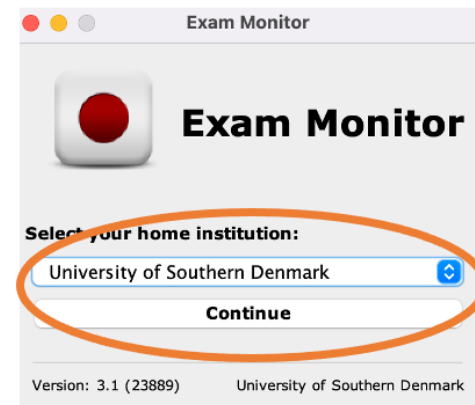 Exam Monitor
Exam Monitor
Select your home institution:
University of Southern Denmark
Continue
Version: 3.1 (23889) University of Southern Denmark